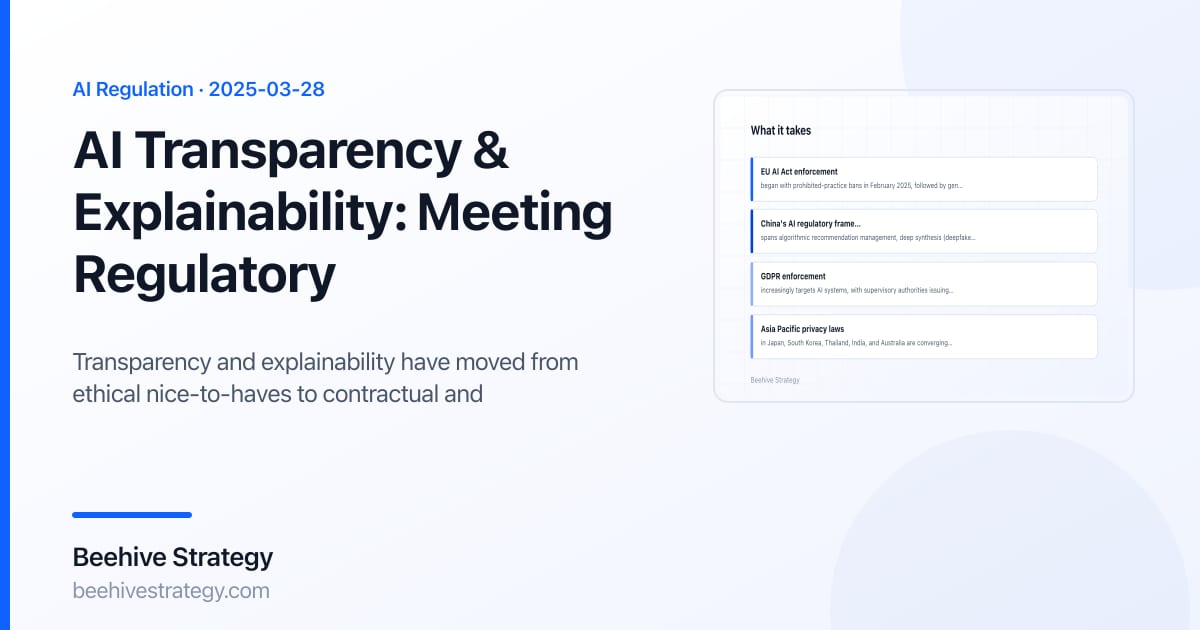 AI Regulation · 2025-03-28
AI Transparency &
Explainability: Meeting
Regulatory
Transparency and explainability have moved from
ethical nice-to-haves to contractual and
Beehive Strategy
beehivestrategy.com
What it takes
EU AI Act enforcement
began with prohibited-practice bans in February 2025, followed by gen...
China's AI regulatory frame...
spans algorithmic recommendation management, deep synthesis (deepfake...
GDPR enforcement
increasingly targets AI systems, with supervisory authorities issuing...
Asia Pacific privacy laws
in Japan, South Korea, Thailand, India, and Australia are converging...
Beehive Strategy